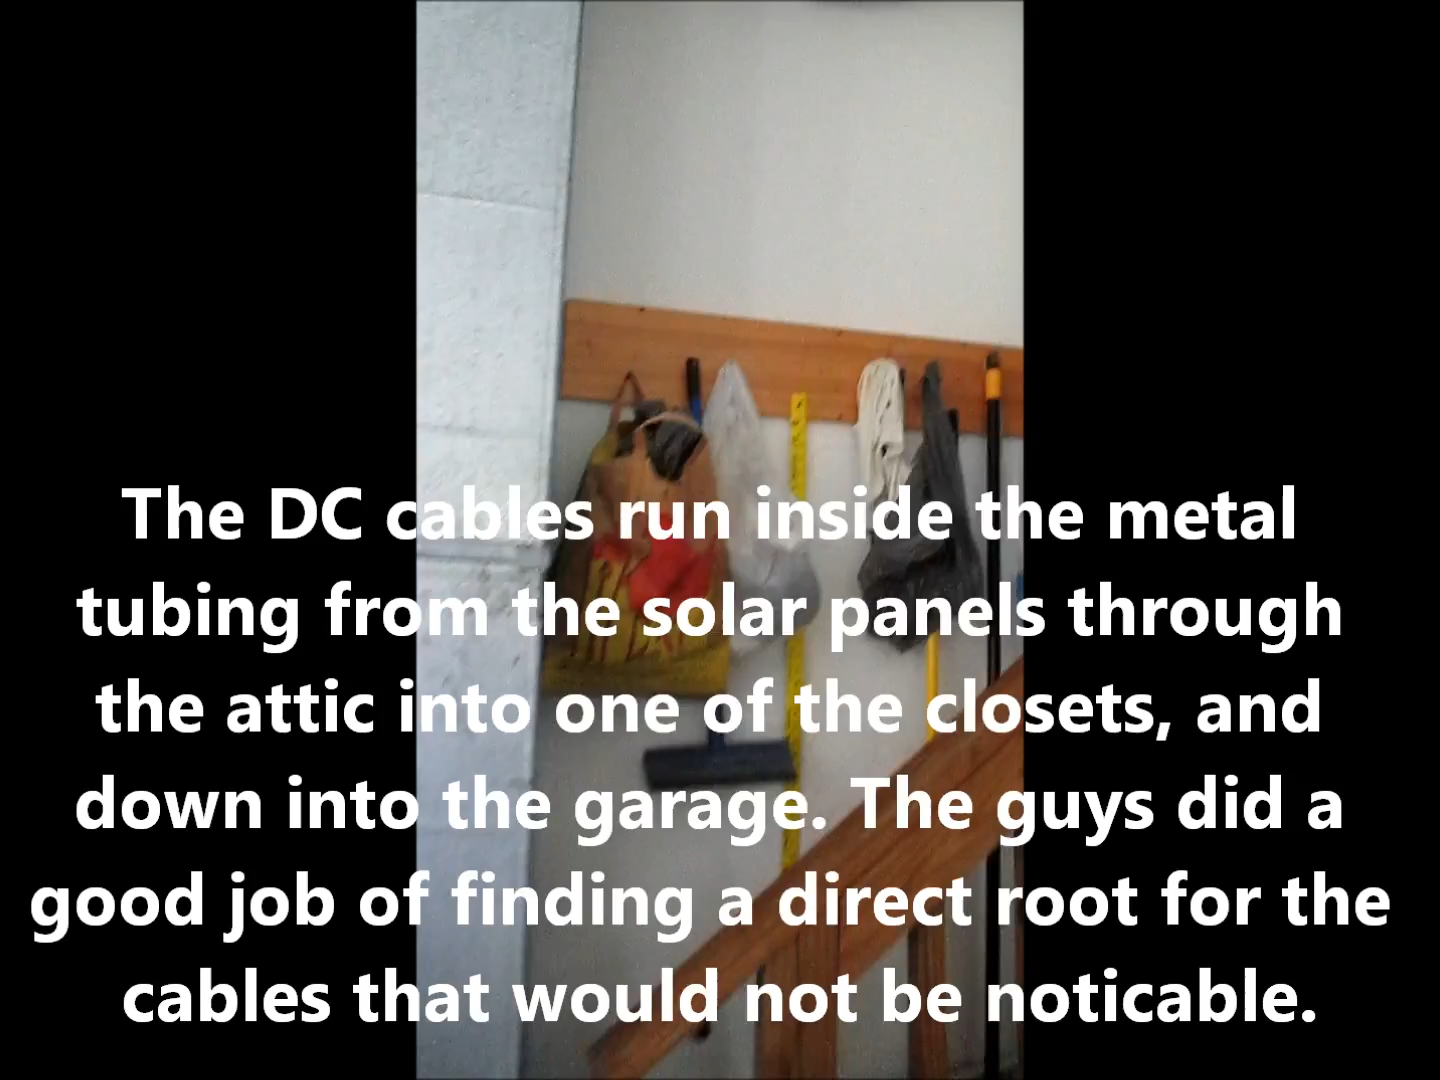 The DC cables run inside the metal
tubing from the solar panels through
the attic into one of the closets, and
down into the garage. The guys did a
good job of finding a direct root for the
cables that would not be noticable.